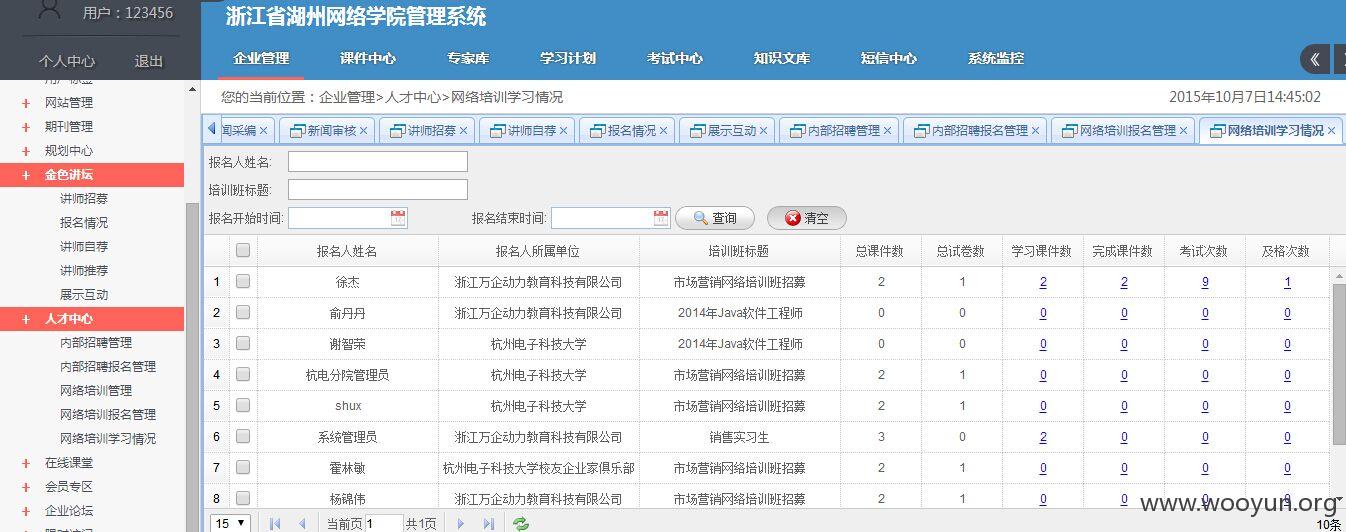 用户：123456
个人中心 退出
浙江省湖州网络学院管理系统
企业管理 课件中心 专家库 学习计划 考试中心 知识文库 短信中心 系统监控
您的当前位置：企业管理>人才中心>网络培训学习情况 2015年10月7日14:45:02
网站管理
期刊管理
规划中心
金色讲坛
讲师招募
报名情况
讲师自荐
讲师推荐
展示互动
人才中心
内部招聘管理
内部招聘报名管理
网络培训管理
网络培训报名管理
网络培训学习情况
在线课堂
会员专区
企业论坛
闻采编 新闻审核 讲师招募 讲师自荐 报名情况 展示互动 内部招聘管理 内部招聘报名管理 网络培训报名管理 网络培训学习情况
报名人姓名:
培训班标题:
报名开始时间: 报名结束时间: 查询 清空
报名人姓名 报名人所属单位 培训班标题 总课件数 总试卷数 学习课件数 完成课件数 考试次数 及格次数
1 徐杰 浙江万企动力教育科技有限公司 市场营销网络培训班招募 2 1 2 2 9 1
2 俞丹丹 浙江万企动力教育科技有限公司 2014年Java软件工程师 0 0 0 0 0 0
3 谢智荣 杭州电子科技大学 2014年Java软件工程师 0 0 0 0 0 0
4 杭电分院管理员 杭州电子科技大学 市场营销网络培训班招募 2 1 0 0 0 0
5 shux 杭州电子科技大学 市场营销网络培训班招募 2 1 0 0 0 0
6 系统管理员 浙江万企动力教育科技有限公司 销售实习生 3 0 2 0 0 0
7 霍林敏 杭州电子科技大学校友企业家俱乐部 市场营销网络培训班招募 2 1 0 0 0 0
8 杨锦伟 浙江万企动力教育科技有限公司 市场营销网络培训班招募 2 1 0 0 0 0
15 当前页 1 共1页 10条
www.wooyun.org